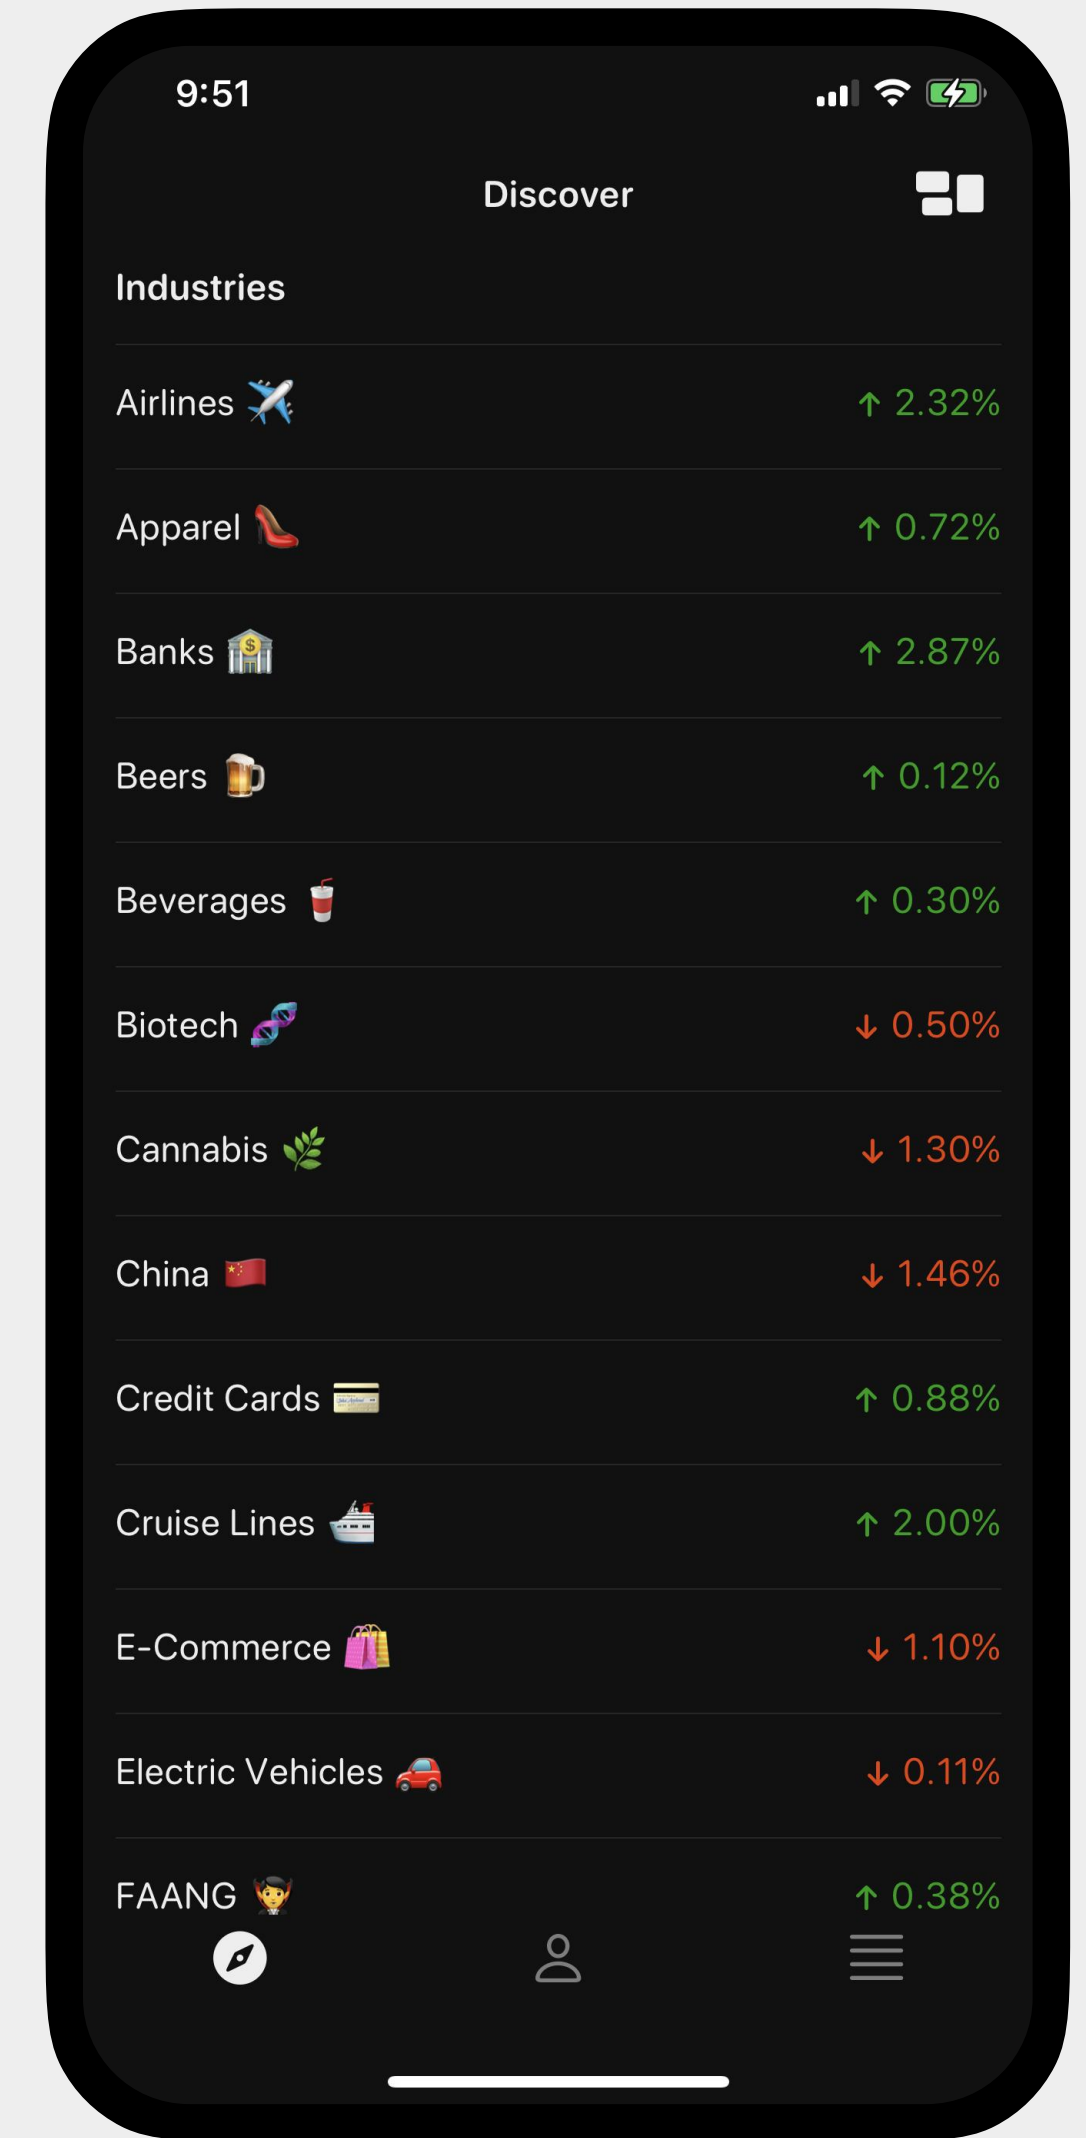 9:51
Discover
Industries
Airlines ✈️ ↑ 2.32%
Apparel 👠 ↑ 0.72%
Banks 🏦 ↑ 2.87%
Beers 🍺 ↑ 0.12%
Beverages 🥤 ↑ 0.30%
Biotech 🧬 ↓ 0.50%
Cannabis 🌿 ↓ 1.30%
China 🇨🇳 ↓ 1.46%
Credit Cards 💳 ↑ 0.88%
Cruise Lines 🛳️ ↑ 2.00%
E-Commerce 🛍️ ↓ 1.10%
Electric Vehicles 🚗 ↓ 0.11%
FAANG 🧛 ↑ 0.38%